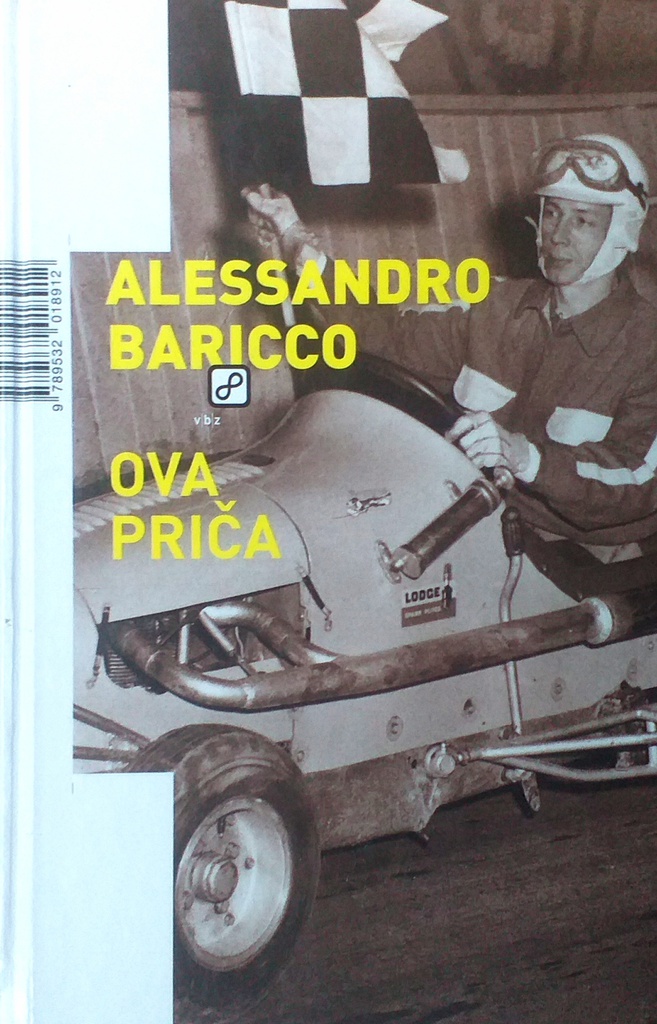 ALESSANDRO
BARICCO
vbz
OVA
PRIČA
LODGE
9 789532 018912